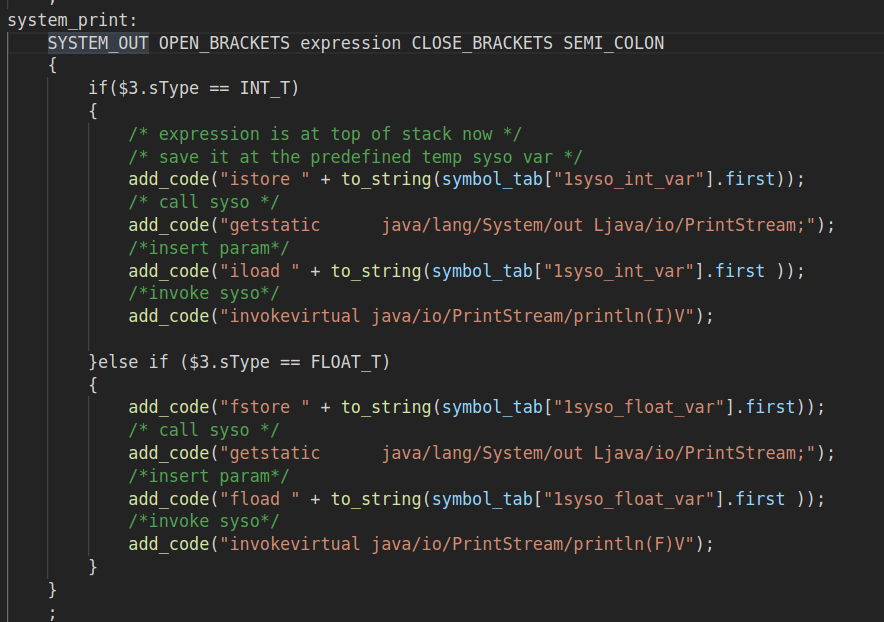 system_print:
    SYSTEM_OUT OPEN_BRACKETS expression CLOSE_BRACKETS SEMI_COLON
    {
        if($3.sType == INT_T)
        {
            /* expression is at top of stack now */
            /* save it at the predefined temp syso var */
            add_code("istore " + to_string(symbol_tab["1syso_int_var"].first));
            /* call syso */
            add_code("getstatic      java/lang/System/out Ljava/io/PrintStream;");
            /*insert param*/
            add_code("iload " + to_string(symbol_tab["1syso_int_var"].first ));
            /*invoke syso*/
            add_code("invokevirtual java/io/PrintStream/println(I)V");

        }else if ($3.sType == FLOAT_T)
        {
            add_code("fstore " + to_string(symbol_tab["1syso_float_var"].first));
            /* call syso */
            add_code("getstatic      java/lang/System/out Ljava/io/PrintStream;");
            /*insert param*/
            add_code("fload " + to_string(symbol_tab["1syso_float_var"].first ));
            /*invoke syso*/
            add_code("invokevirtual java/io/PrintStream/println(F)V");
        }
    }
    ;